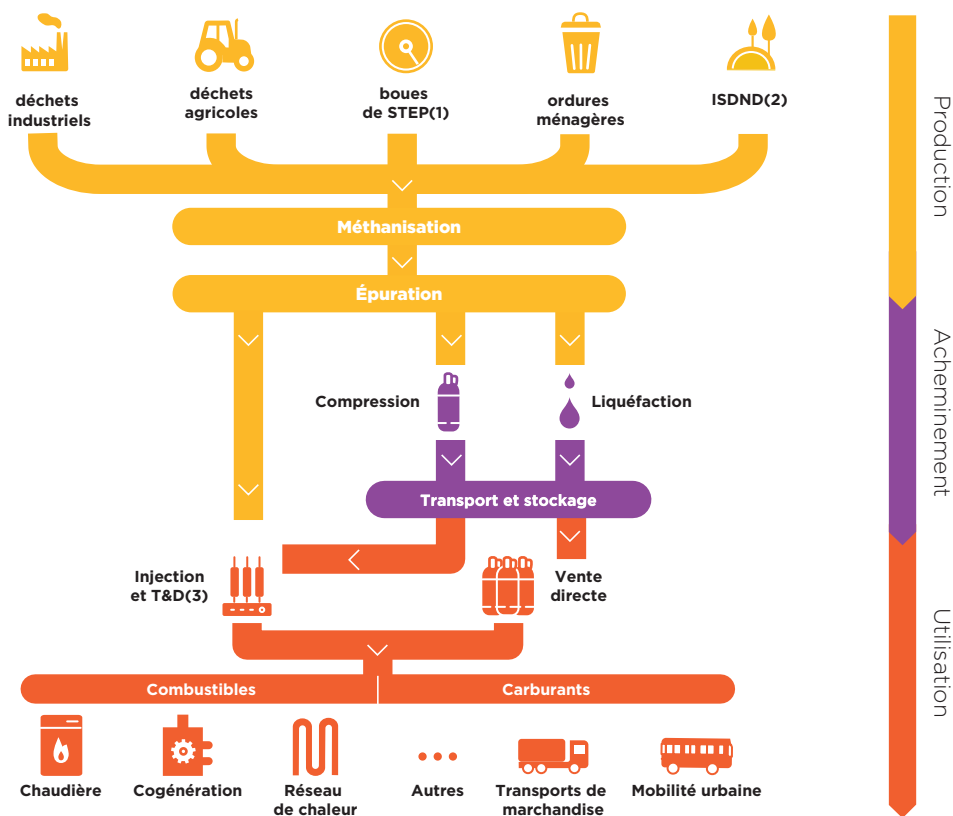 déchets
industriels
déchets
agricoles
boues
de STEP(1)
ordures
ménagères
ISDND(2)
Méthanisation
Épuration
Compression
Liquéfaction
Transport et stockage
Injection
et T&D(3)
Vente
directe
Combustibles
Carburants
Chaudière
Cogénération
Réseau
de chaleur
Autres
Transports de
marchandise
Mobilité urbaine
Production
Acheminement
Utilisation